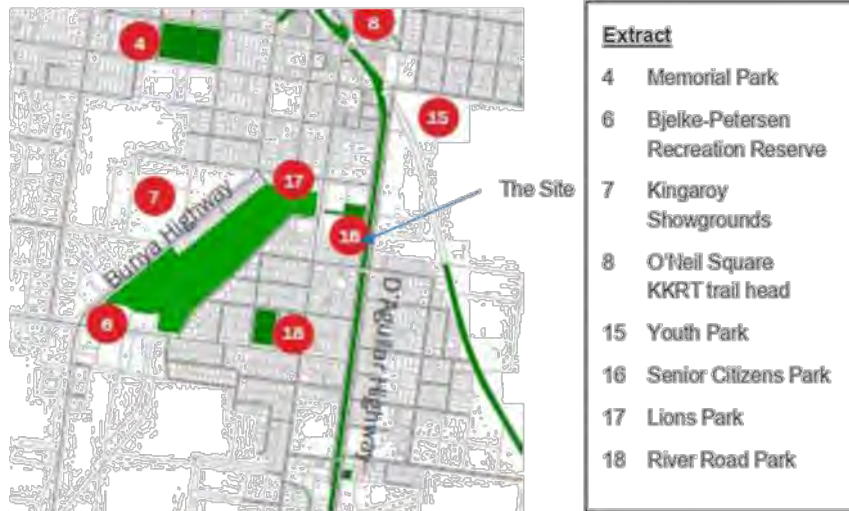 4
8
15
7
17
Bunya Highway
The Site
16
6
18
D'Aguilar Highway
Extract
4 Memorial Park
6 Bjelke-Petersen
Recreation Reserve
7 Kingaroy
Showgrounds
8 O'Neil Square
KKRT trail head
15 Youth Park
16 Senior Citizens Park
17 Lions Park
18 River Road Park